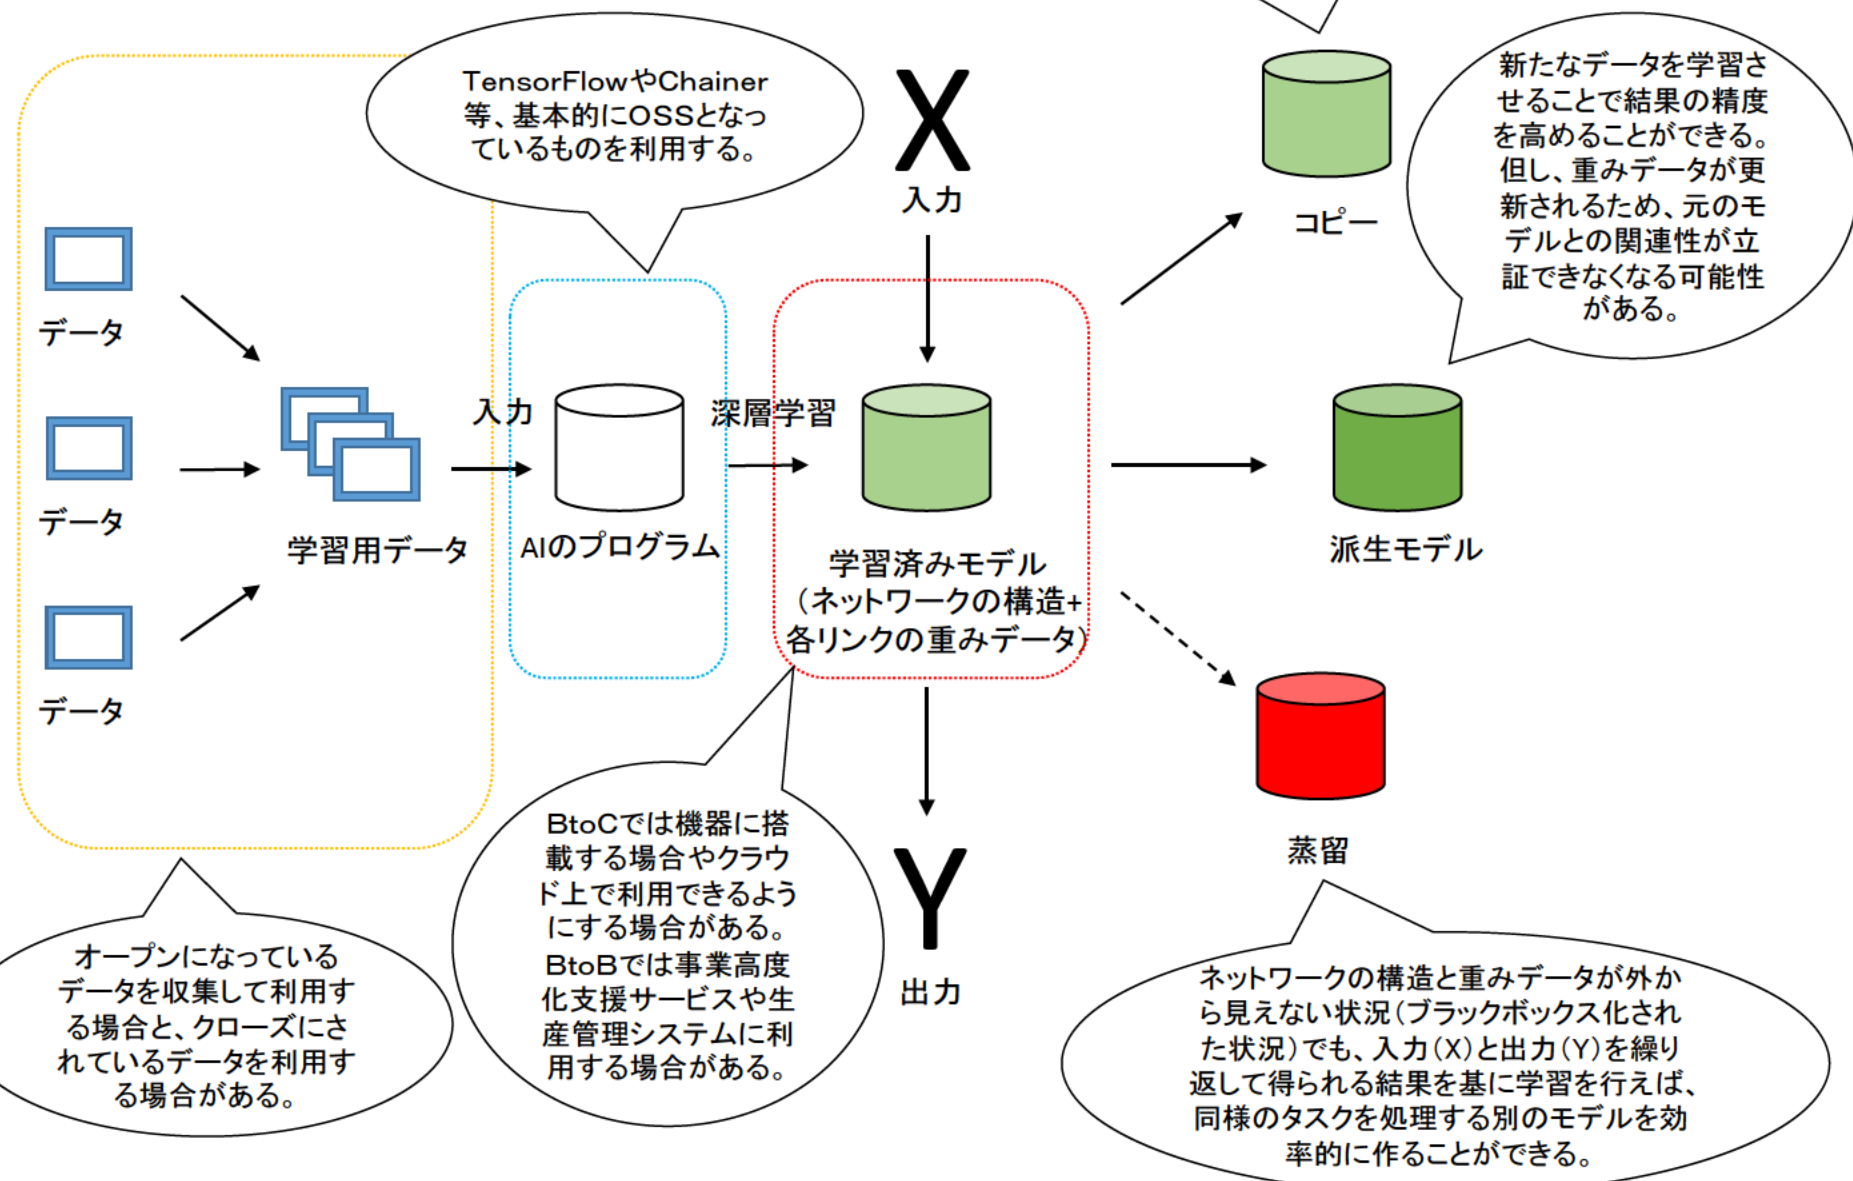 TensorFlowやChainer
等、基本的にOSSとなっ
ているものを利用する。
X
入力
コピー
新たなデータを学習さ
せることで結果の精度
を高めることができる。
但し、重みデータが更
新されるため、元のモ
デルとの関連性が立
証できなくなる可能性
がある。
データ
データ
データ
学習用データ
入力
AIのプログラム
深層学習
学習済みモデル
（ネットワークの構造+
各リンクの重みデータ）
派生モデル
蒸留
Y
出力
オープンになっている
データを収集して利用す
る場合と、クローズにさ
れているデータを利用す
る場合がある。
BtoCでは機器に搭
載する場合やクラウ
ド上で利用できるよう
にする場合がある。
BtoBでは事業高度
化支援サービスや生
産管理システムに利
用する場合がある。
ネットワークの構造と重みデータが外か
ら見えない状況（ブラックボックス化され
た状況）でも、入力（X）と出力（Y）を繰り
返して得られる結果を基に学習を行えば、
同様のタスクを処理する別のモデルを効
率的に作ることができる。